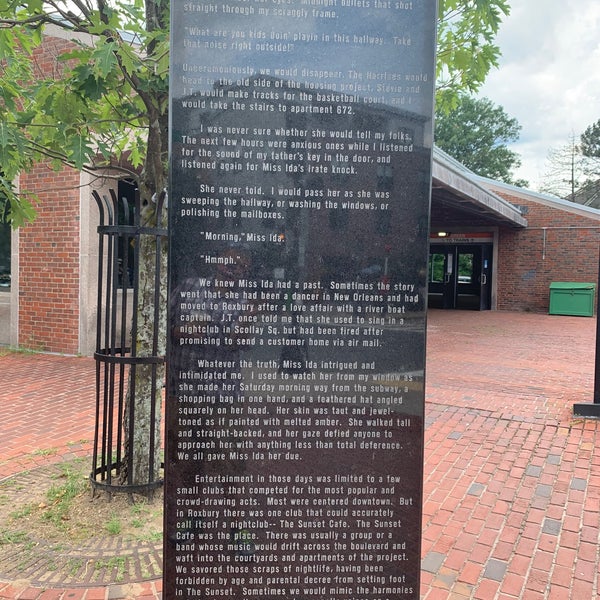 our eyes. Midnight bullets that shot
straight through my scrangly frame.
"What are you kids doin' playin in this hallway. Take
that noise right outside!"
Unceremoniously, we would disappear. The Harrises would
head to the old side of the housing project, Stevie and
J.T. would make tracks for the basketball court, and I
would take the stairs to apartment 672.
I was never sure whether she would tell my folks.
The next few hours were anxious ones while I listened
for the sound of my father's key in the door, and
listened again for Miss Ida's irate knock.
She never told. I would pass her as she was
sweeping the hallway, or washing the windows, or
polishing the mailboxes.
"Morning," Miss Ida.
"Hmmph."
We knew Miss Ida had a past. Sometimes the story
went that she had been a dancer in New Orleans and had
moved to Roxbury after a love affair with a river boat
captain. J.T. once told me that she used to sing in a
nightclub in Scollay Sq. but had been fired after
promising to send a customer home via air mail.
Whatever the truth, Miss Ida intrigued and
intimidated me. I used to watch her from my window as
she made her Saturday morning way from the subway, a
shopping bag in one hand, and a feathered hat angled
squarely on her head. Her skin was taut and jewel-
toned as if painted with melted amber. She walked tall
and straight-backed, and her gaze defied anyone to
approach her with anything less than total deference.
We all gave Miss Ida her due.
Entertainment in those days was limited to a few
small clubs that competed for the most popular and
crowd-drawing acts. Most were centered downtown. But
in Roxbury there was one club that could accurately
call itself a nightclub-- The Sunset Cafe. The Sunset
Cafe was the place. There was usually a group or a
band whose music would drift across the boulevard and
waft into the courtyards and apartments of the project.
We savored those scraps of nightlife, having been
forbidden by age and parental decree from setting foot
in The Sunset. Sometimes we would mimic the harmonies
TO TRAINS